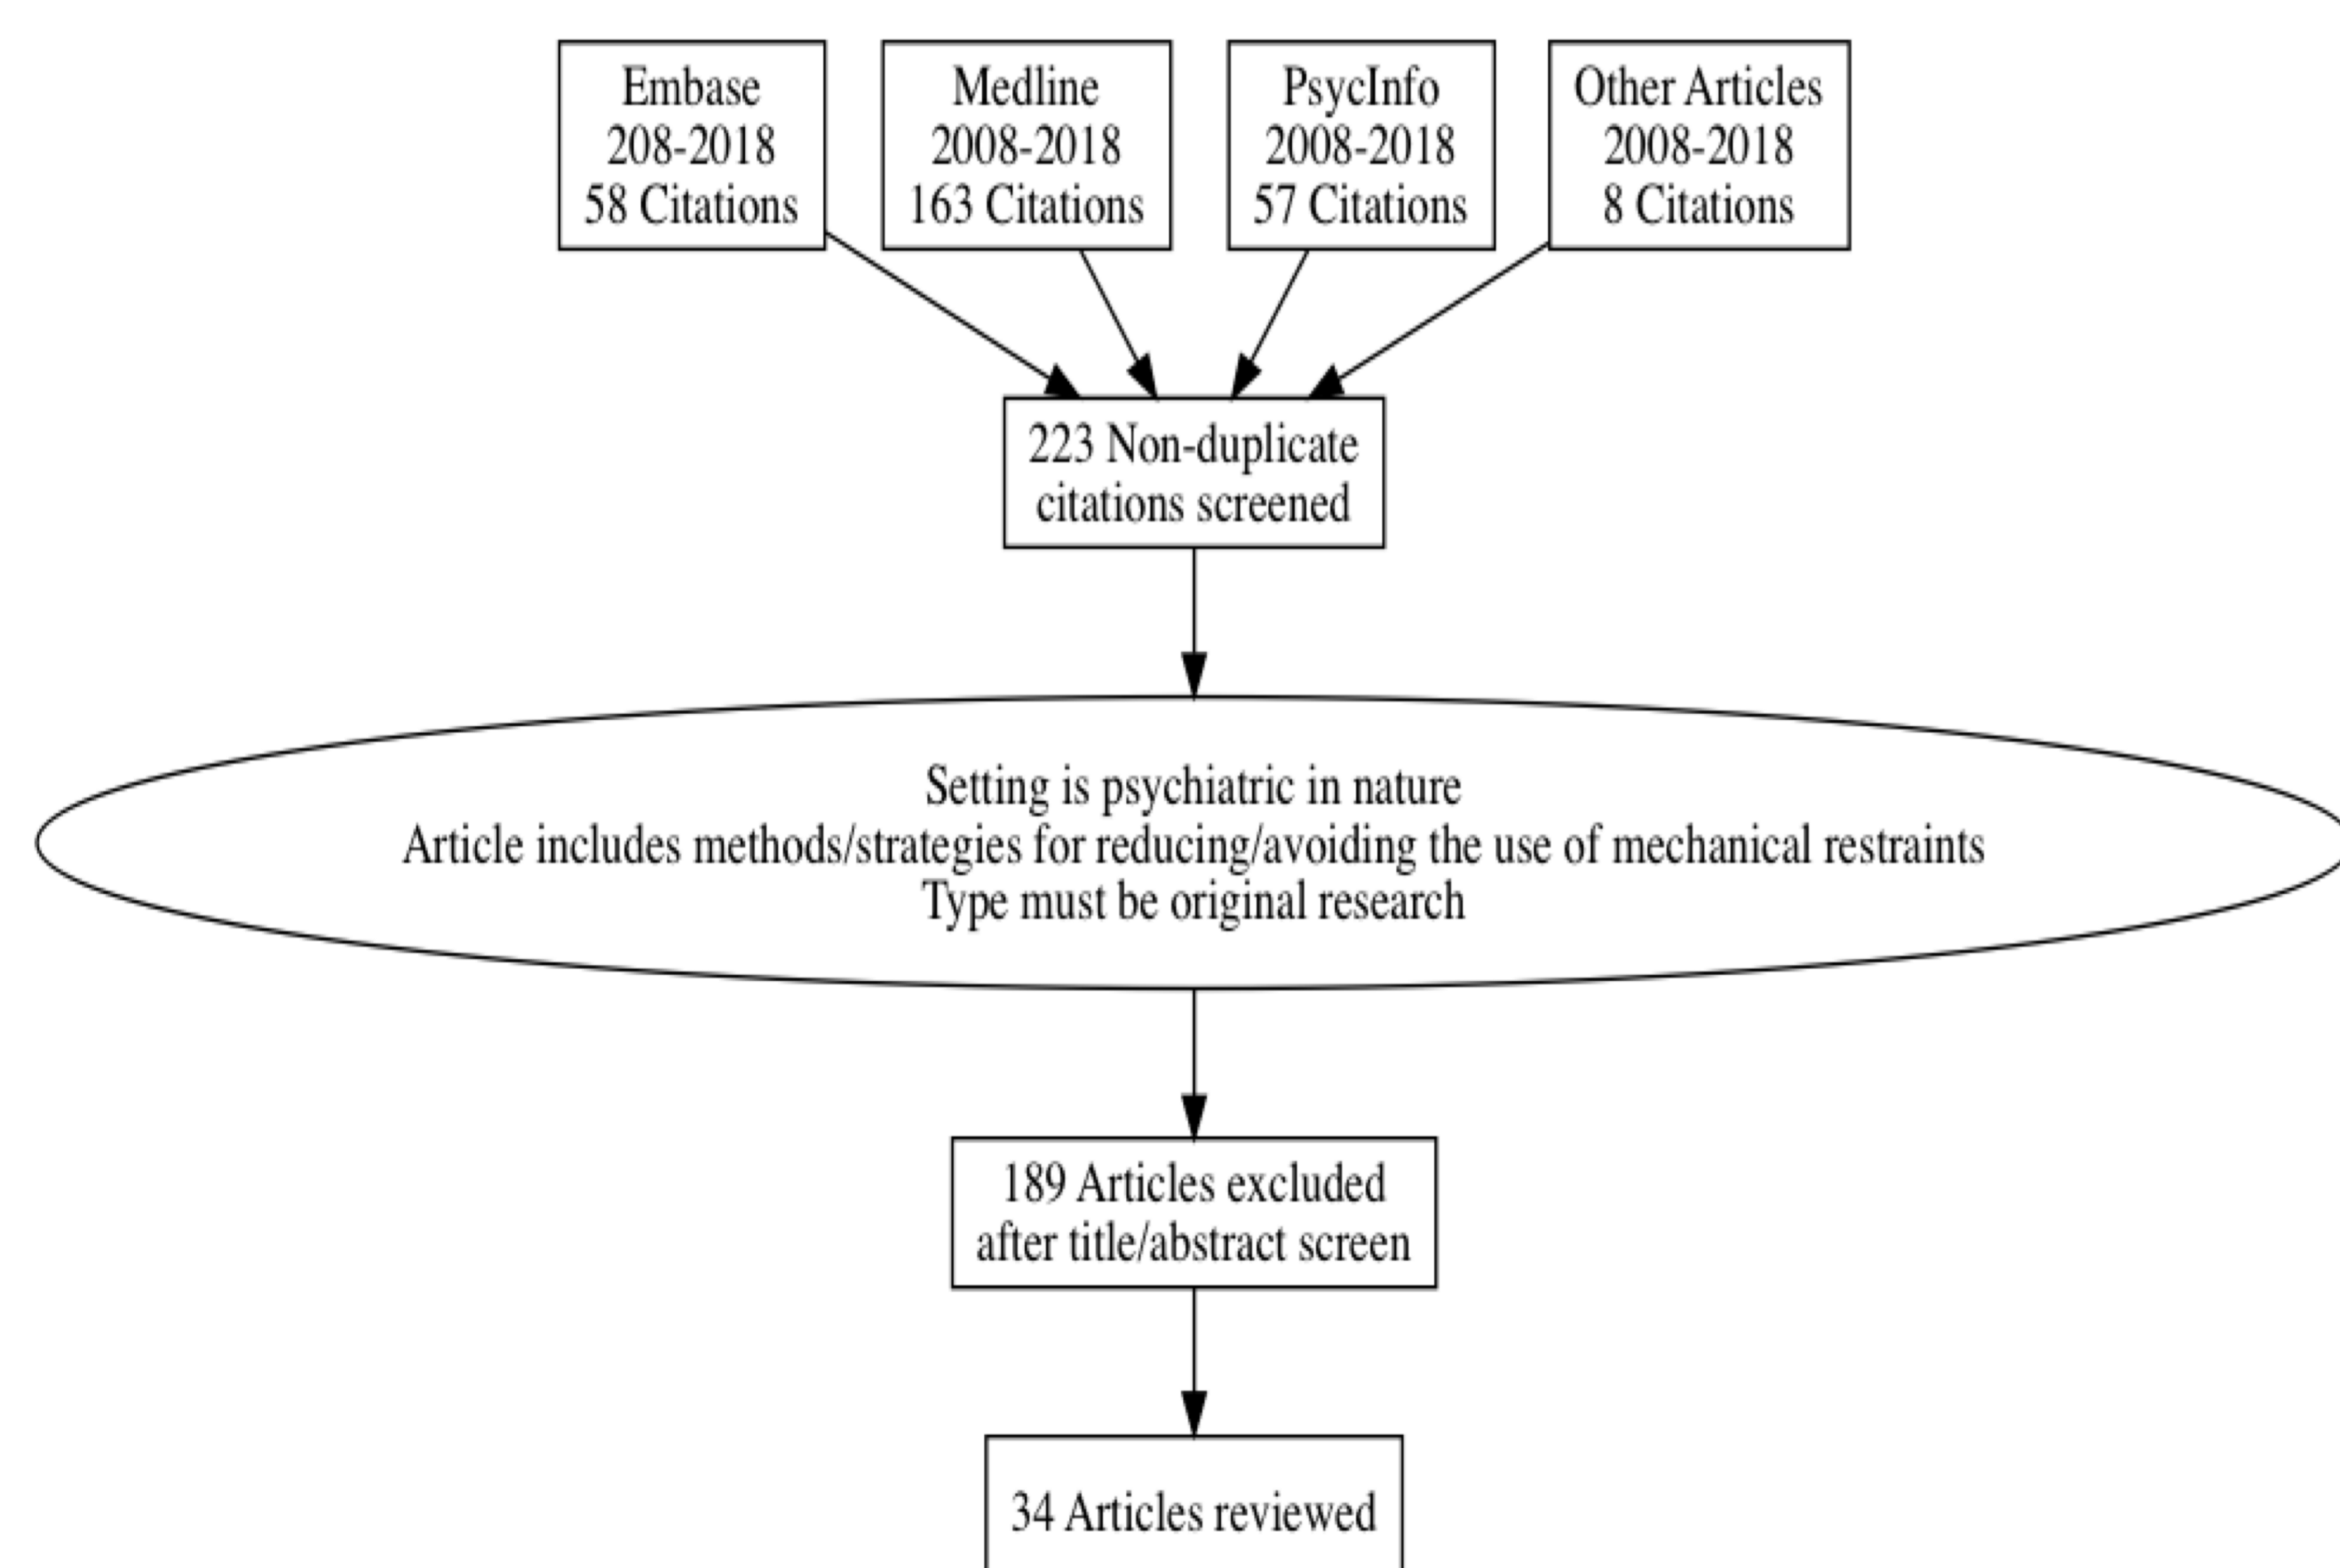 Embase
208-2018
58 Citations
Medline
2008-2018
163 Citations
PsycInfo
2008-2018
57 Citations
Other Articles
2008-2018
8 Citations
223 Non-duplicate
citations screened
Setting is psychiatric in nature
Article includes methods/strategies for reducing/avoiding the use of mechanical restraints
Type must be original research
189 Articles excluded
after title/abstract screen
34 Articles reviewed